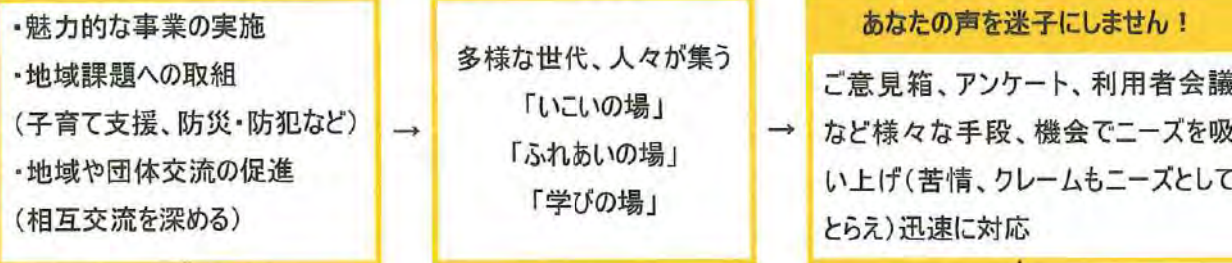 ・魅力的な事業の実施
・地域課題への取組
（子育て支援、防災・防犯など）
・地域や団体交流の促進
（相互交流を深める）
→
多様な世代、人々が集う
「いこいの場」
「ふれあいの場」
「学びの場」
→
あなたの声を迷子にしません！
ご意見箱、アンケート、利用者会議
など様々な手段、機会でニーズを吸
い上げ（苦情、クレームもニーズとして
とらえ）迅速に対応